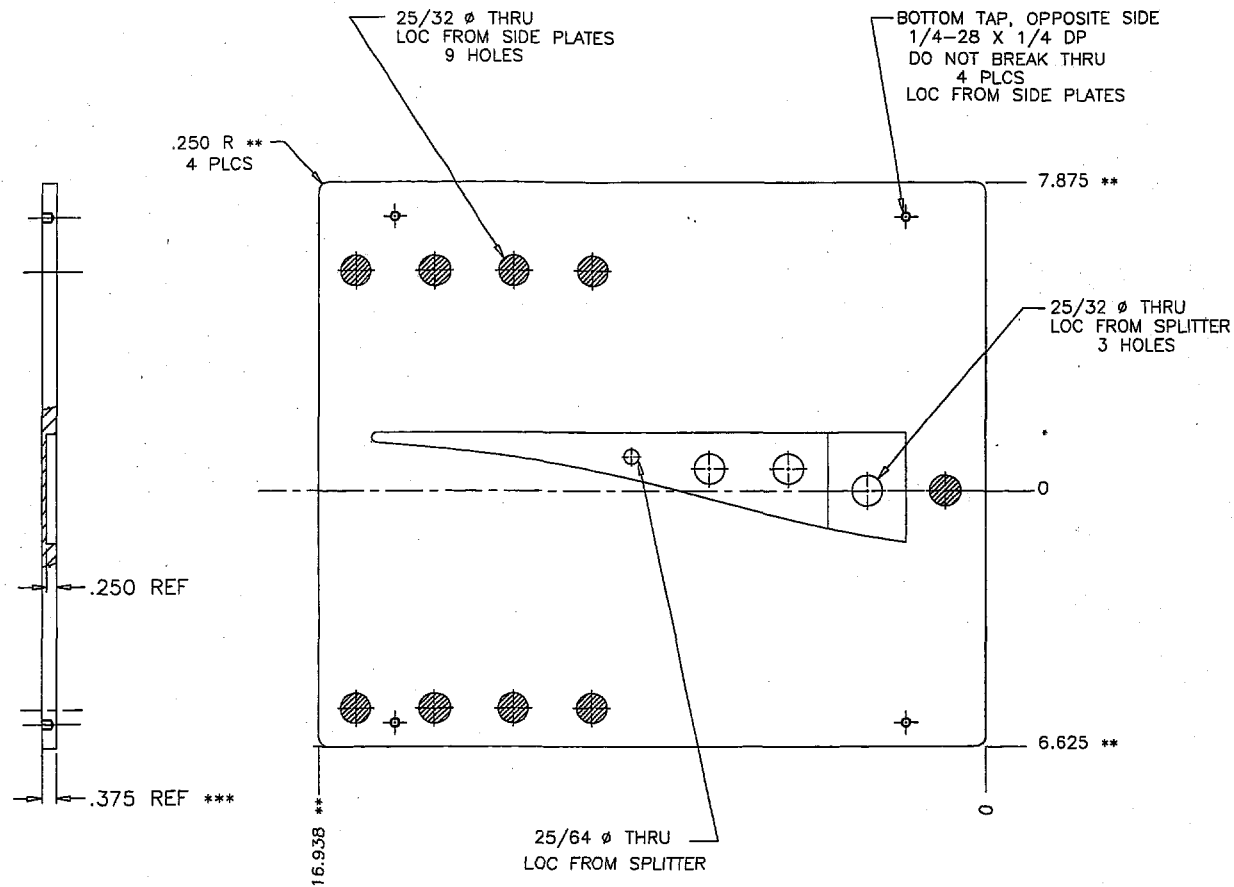 25/32 ø THRU
LOC FROM SIDE PLATES
9 HOLES
BOTTOM TAP, OPPOSITE SIDE
1/4-28 X 1/4 DP
DO NOT BREAK THRU
4 PLCS
LOC FROM SIDE PLATES
.250 R **
4 PLCS
7.875 **
25/32 ø THRU
LOC FROM SPLITTER
3 HOLES
*
0
.250 REF
6.625 **
.375 REF ***
16.938 **
0
25/64 ø THRU
LOC FROM SPLITTER